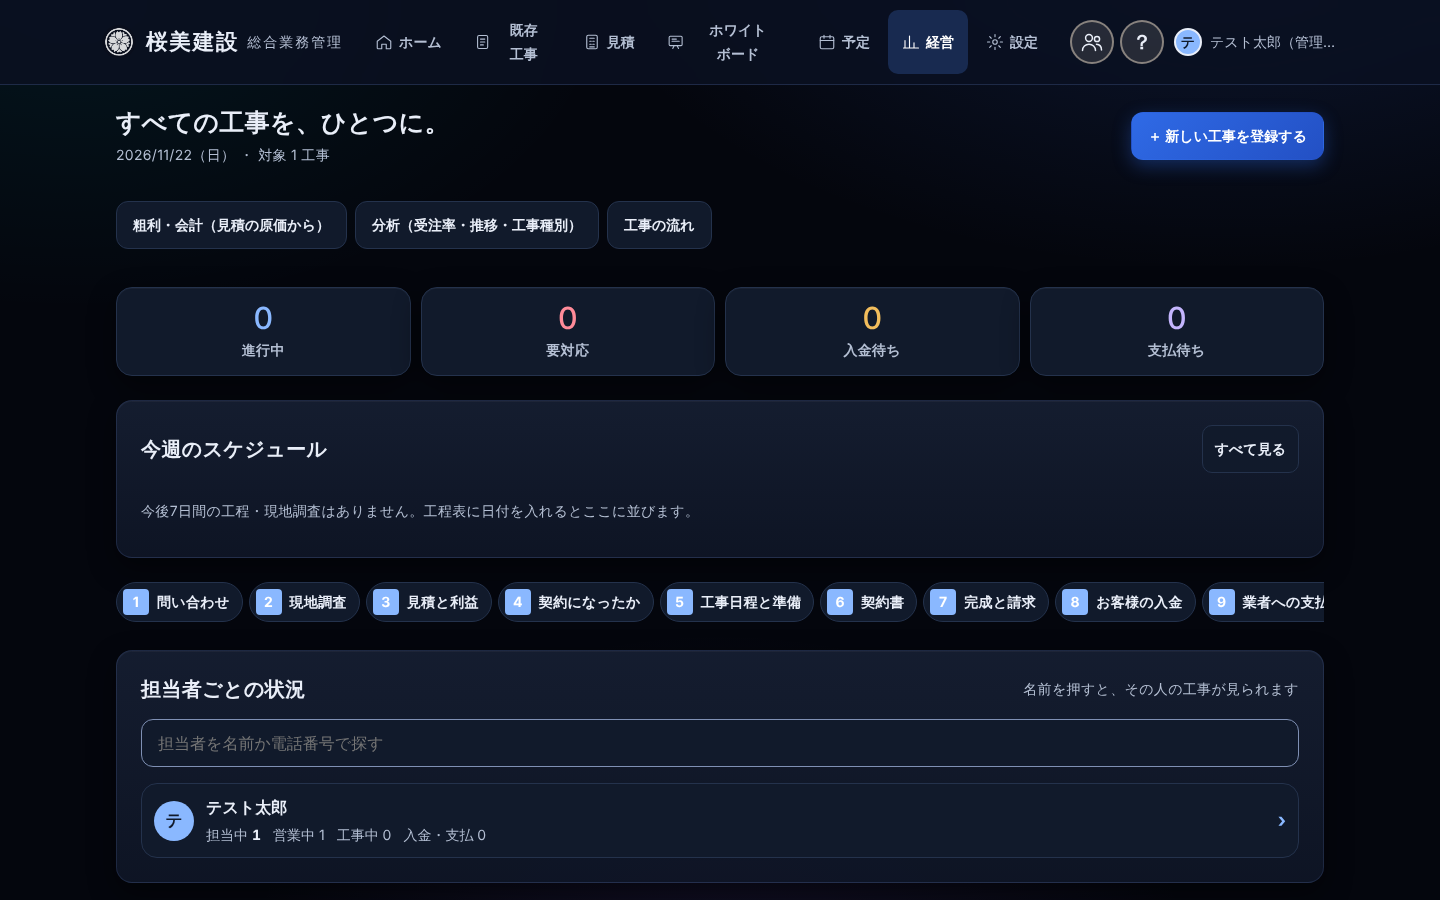 桜美建設 総合業務管理
ホーム
既存
工事
見積
ホワイト
ボード
予定
経営
設定
?
テ テスト太郎（管理...
すべての工事を、ひとつに。
2026/11/22（日） ・ 対象 1 工事
+ 新しい工事を登録する
粗利・会計（見積の原価から）
分析（受注率・推移・工事種別）
工事の流れ
0
進行中
0
要対応
0
入金待ち
0
支払待ち
今週のスケジュール
すべて見る
今後7日間の工程・現地調査はありません。工程表に日付を入れるとここに並びます。
1 問い合わせ
2 現地調査
3 見積と利益
4 契約になったか
5 工事日程と準備
6 契約書
7 完成と請求
8 お客様の入金
9 業者への支払
担当者ごとの状況
名前を押すと、その人の工事が見られます
担当者を名前か電話番号で探す
テ
テスト太郎
担当中 1 営業中 1 工事中 0 入金・支払 0
›